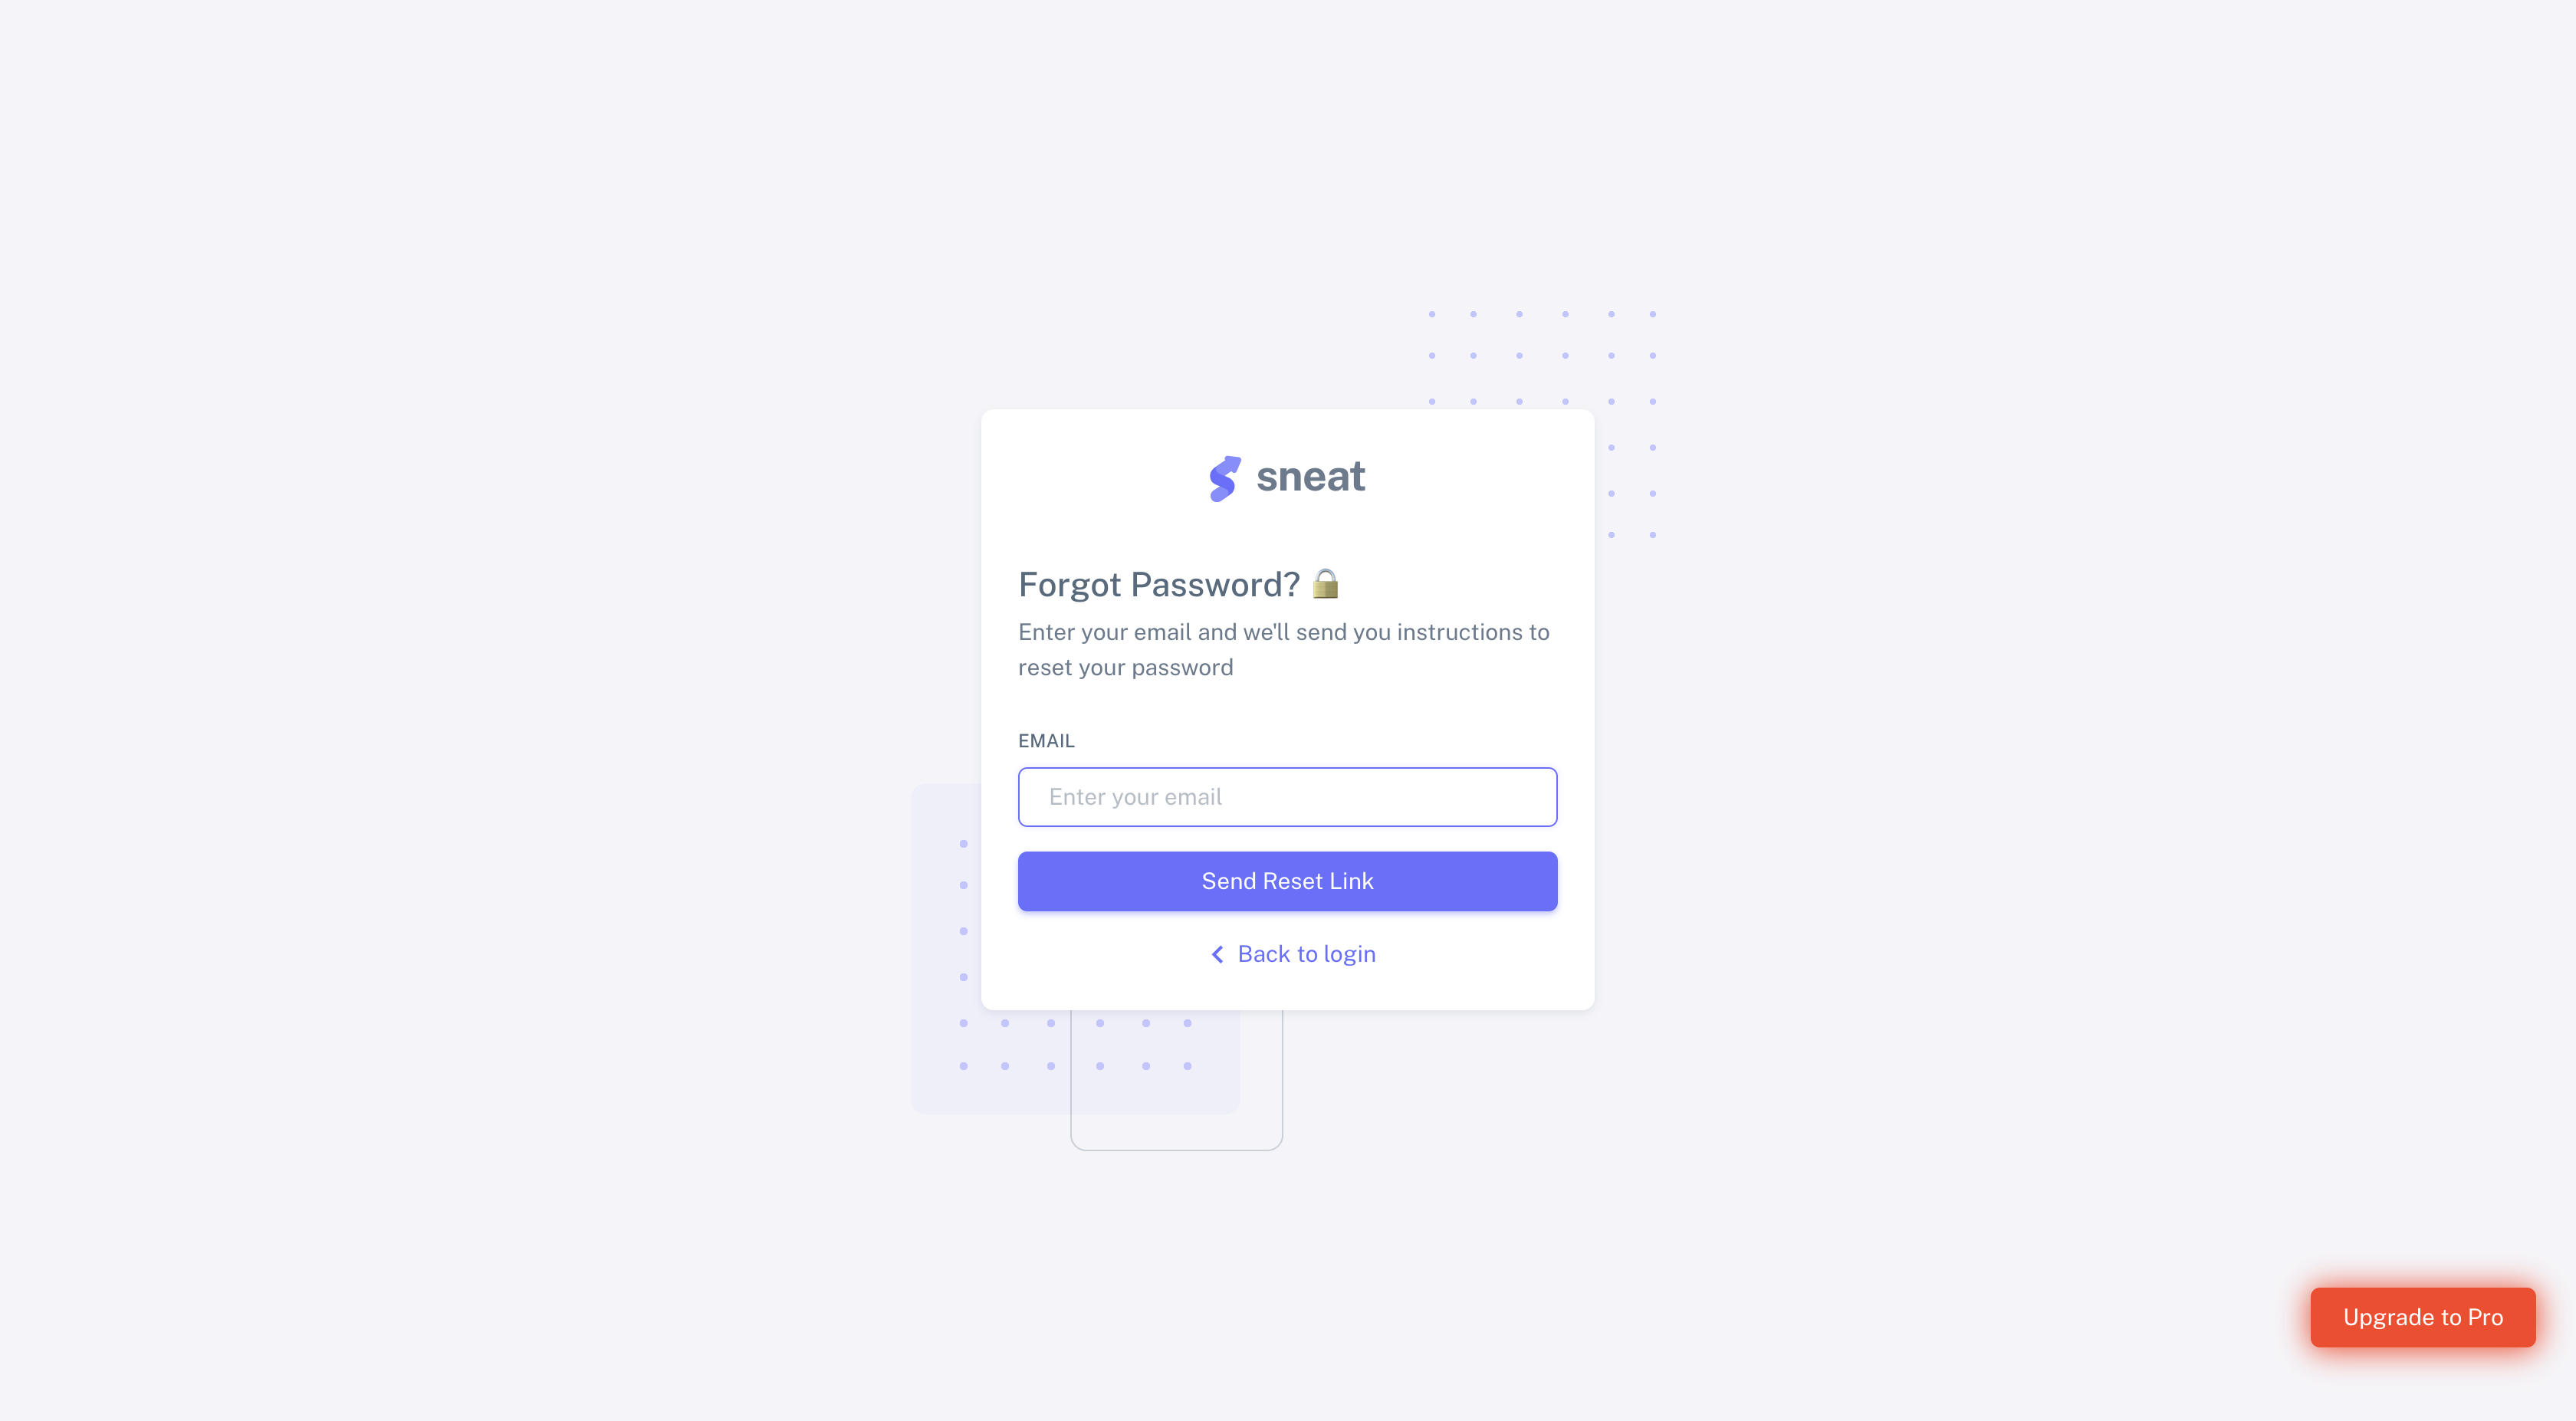 sneat
Forgot Password? 🔒
Enter your email and we'll send you instructions to
reset your password
EMAIL
Enter your email
Send Reset Link
Back to login
Upgrade to Pro